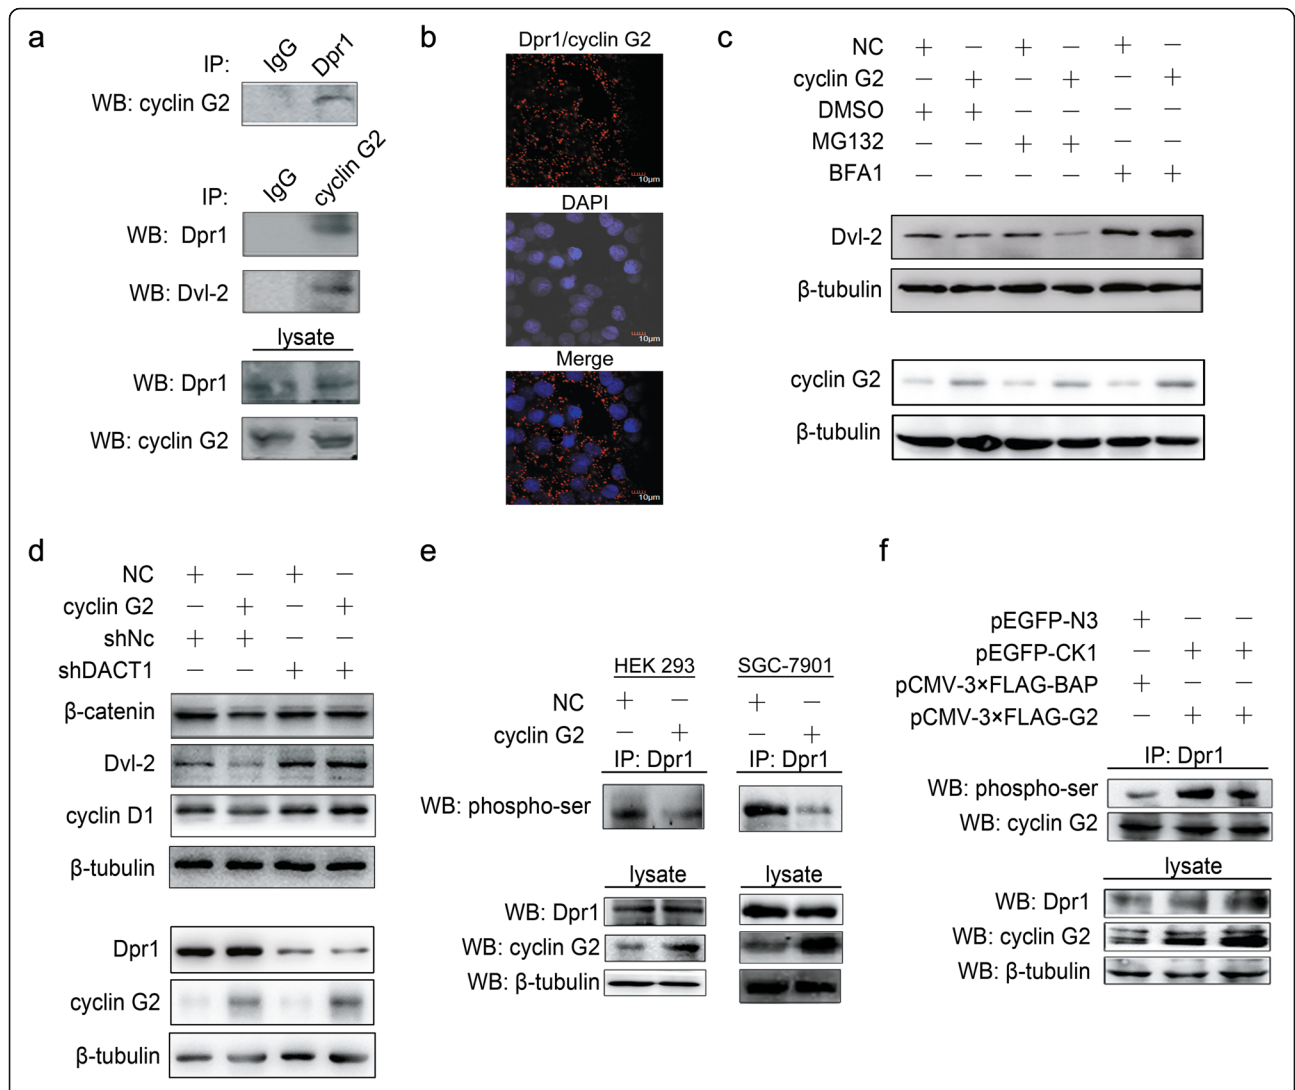 a
IP: IgG Dpr1
WB: cyclin G2
IP: IgG cyclin G2
WB: Dpr1
WB: Dvl-2
lysate
WB: Dpr1
WB: cyclin G2
b
Dpr1/cyclin G2
10μm
DAPI
10μm
Merge
10μm
c
NC + − + − + −
cyclin G2 − + − + − +
DMSO + + − − − −
MG132 − − + + − −
BFA1 − − − − + +
Dvl-2
β-tubulin
cyclin G2
β-tubulin
d
NC + − + −
cyclin G2 − + − +
shNc + + − −
shDACT1 − − + +
β-catenin
Dvl-2
cyclin D1
β-tubulin
Dpr1
cyclin G2
β-tubulin
e
HEK 293 SGC-7901
NC + − + −
cyclin G2 − + − +
IP: Dpr1 IP: Dpr1
WB: phospho-ser
lysate lysate
WB: Dpr1
WB: cyclin G2
WB: β-tubulin
f
pEGFP-N3 + − −
pEGFP-CK1 − + +
pCMV-3×FLAG-BAP + − −
pCMV-3×FLAG-G2 − + +
IP: Dpr1
WB: phospho-ser
WB: cyclin G2
lysate
WB: Dpr1
WB: cyclin G2
WB: β-tubulin